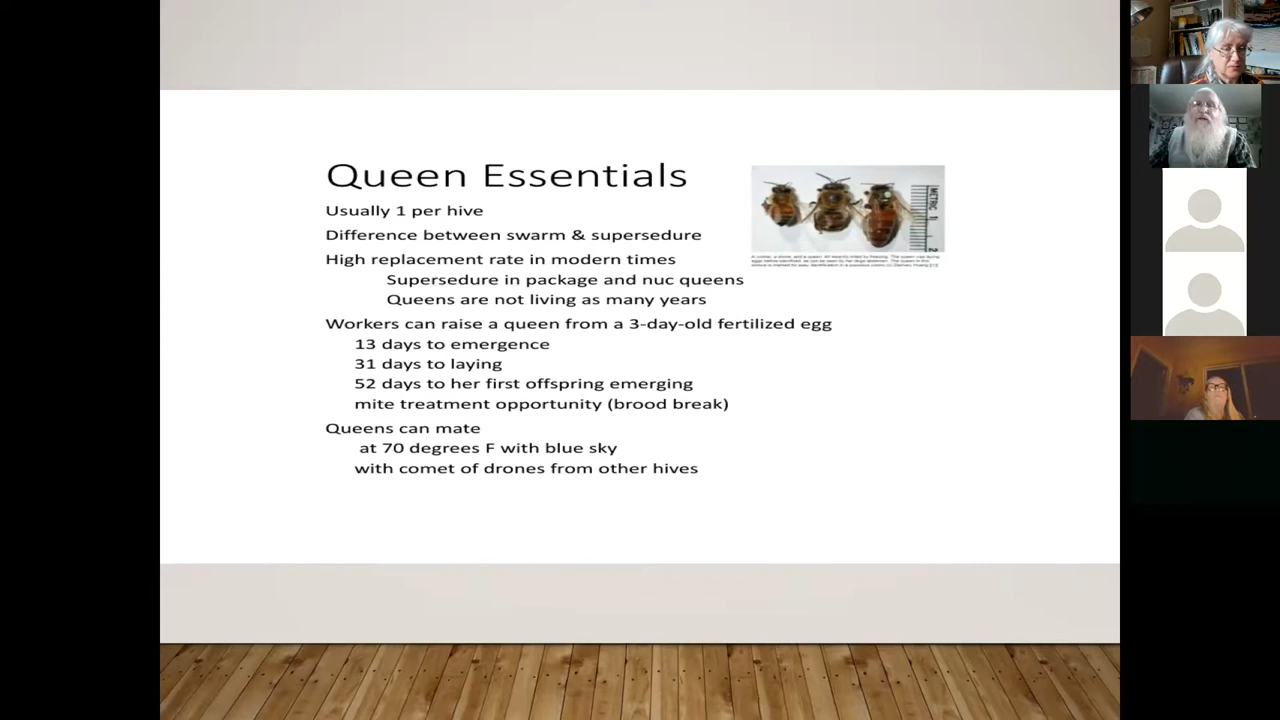 Queen Essentials
Usually 1 per hive
Difference between swarm & supersedure
High replacement rate in modern times
Supersedure in package and nuc queens
Queens are not living as many years
Workers can raise a queen from a 3-day-old fertilized egg
13 days to emergence
31 days to laying
52 days to her first offspring emerging
mite treatment opportunity (brood break)
Queens can mate
at 70 degrees F with blue sky
with comet of drones from other hives
METRIC 1
2